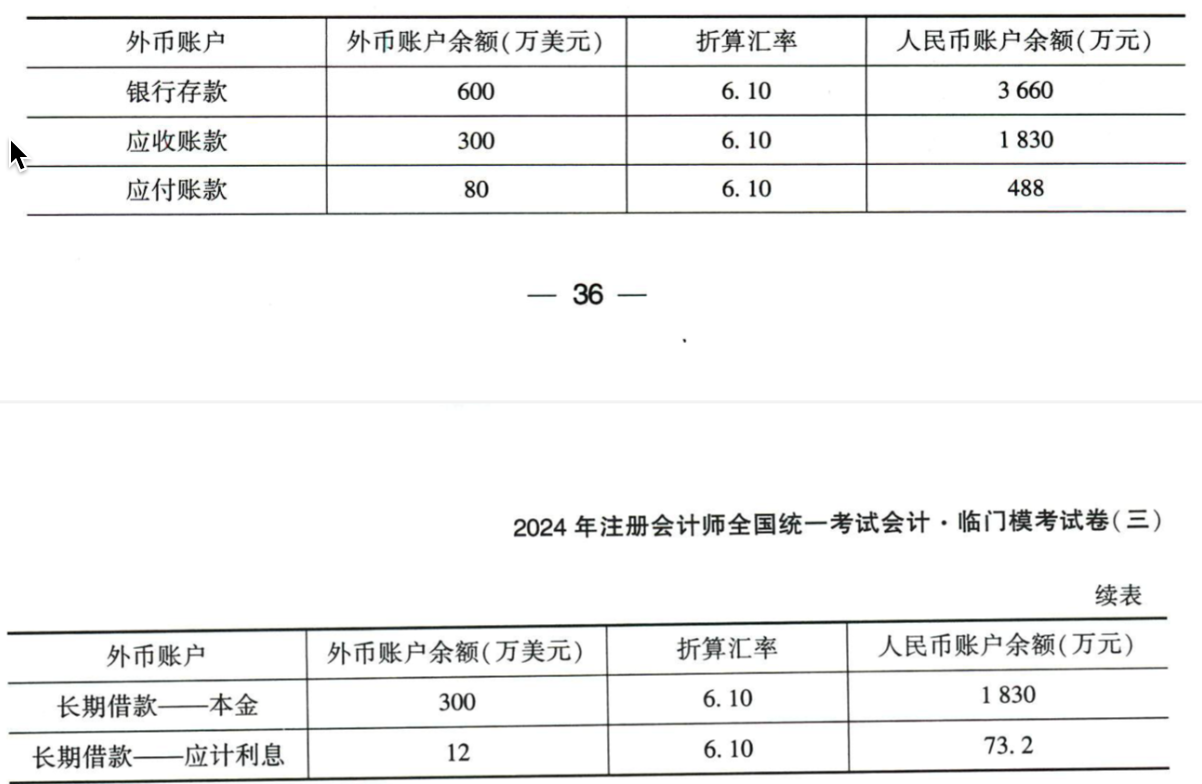 外币账户 外币账户余额(万美元) 折算汇率 人民币账户余额(万元)
银行存款 600 6.10 3 660
应收账款 300 6.10 1 830
应付账款 80 6.10 488
— 36 —
2024 年注册会计师全国统一考试会计·临门模考试卷(三)
续表
外币账户 外币账户余额(万美元) 折算汇率 人民币账户余额(万元)
长期借款——本金 300 6.10 1 830
长期借款——应计利息 12 6.10 73.2